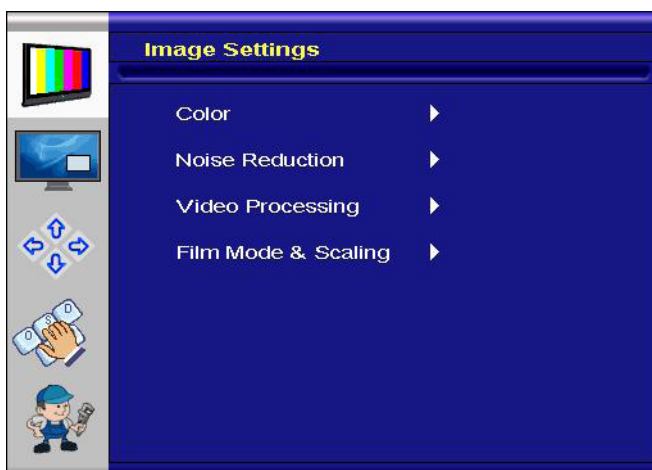 Image Settings
Color
Noise Reduction
Video Processing
Film Mode & Scaling
O S D